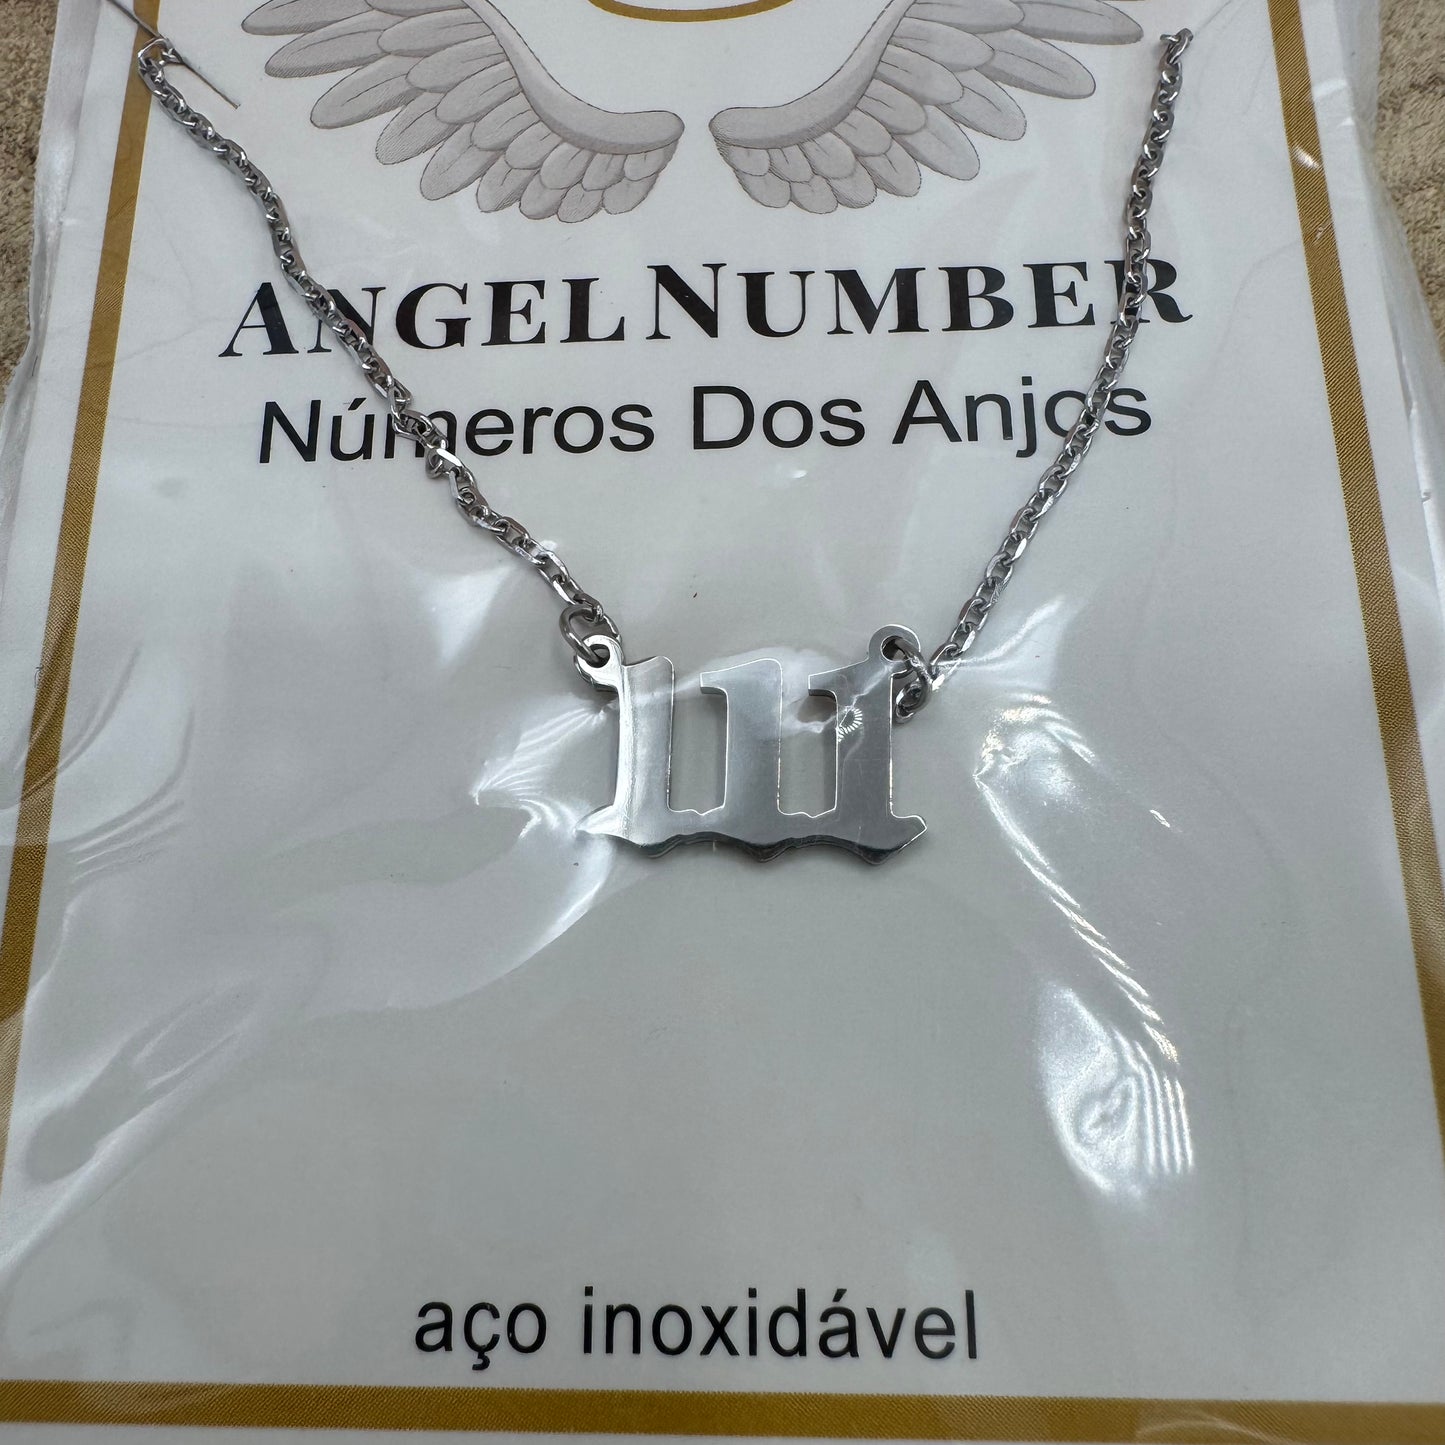 ANGEL NUMBER
Números Dos Anjos
111
aço inoxidável